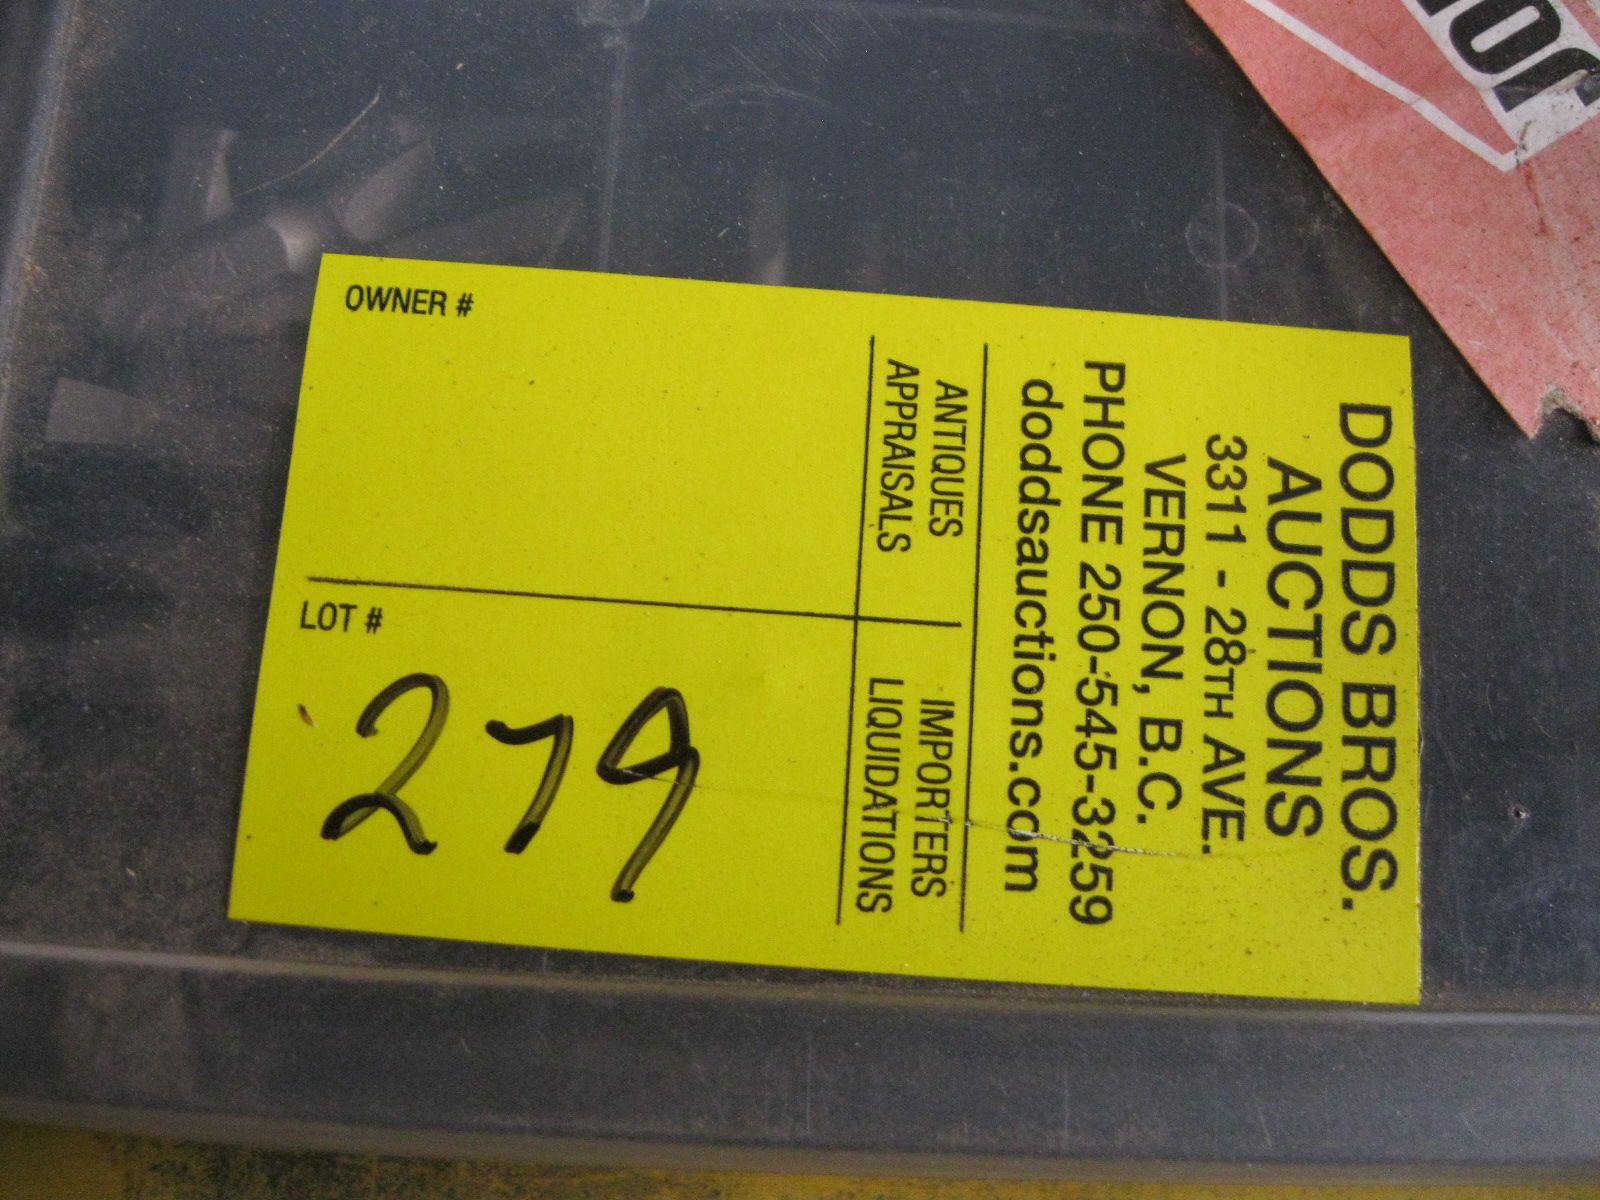 DODDS BROS.
AUCTIONS
3311 - 28TH AVE.
VERNON, B.C.
PHONE 250-545-3259
doddsauctions.com
ANTIQUES
APPRAISALS
IMPORTERS
LIQUIDATIONS
OWNER #
LOT #
279